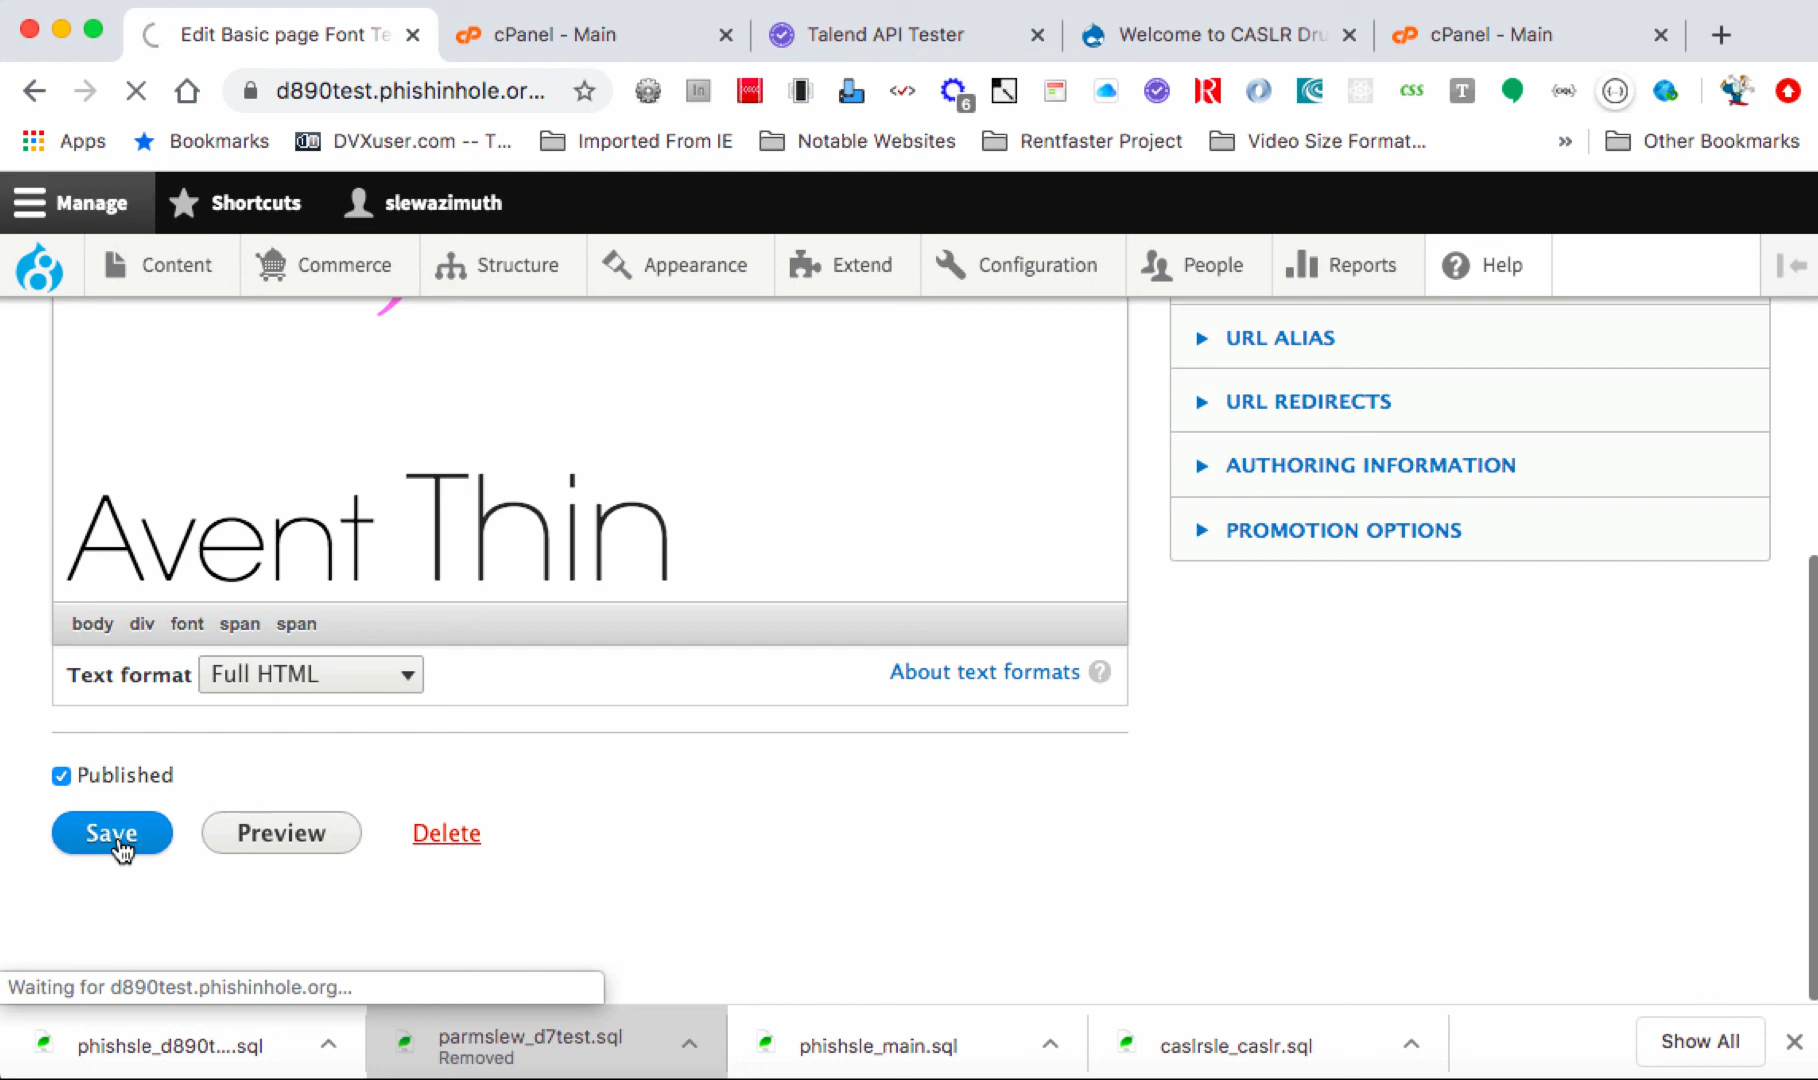 Edit Basic page Font Te
cPanel - Main
Talend API Tester
Welcome to CASLR Dru
cPanel - Main
d890test.phishinhole.or...
In
6
css
T
Apps
Bookmarks
DVXuser.com -- T...
Imported From IE
Notable Websites
Rentfaster Project
Video Size Format...
»
Other Bookmarks
Manage
Shortcuts
slewazimuth
Content
Commerce
Structure
Appearance
Extend
Configuration
People
Reports
Help
URL ALIAS
URL REDIRECTS
AUTHORING INFORMATION
PROMOTION OPTIONS
Avent Thin
body div font span span
Text format Full HTML
About text formats ?
Published
Save
Preview
Delete
Waiting for d890test.phishinhole.org...
phishsle_d890t....sql
parmslew_d7test.sql
Removed
phishsle_main.sql
caslrsle_caslr.sql
Show All